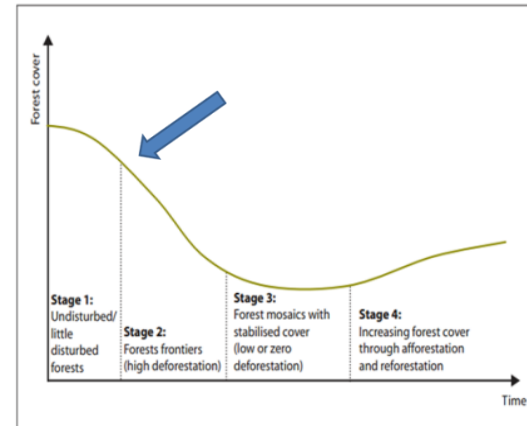 Forest cover
Stage 1:
Undisturbed/
little
disturbed
forests
Stage 2:
Forests frontiers
(high deforestation)
Stage 3:
Forest mosaics with
stabilised cover
(low or zero
deforestation)
Stage 4:
Increasing forest cover
through afforestation
and reforestation
Time